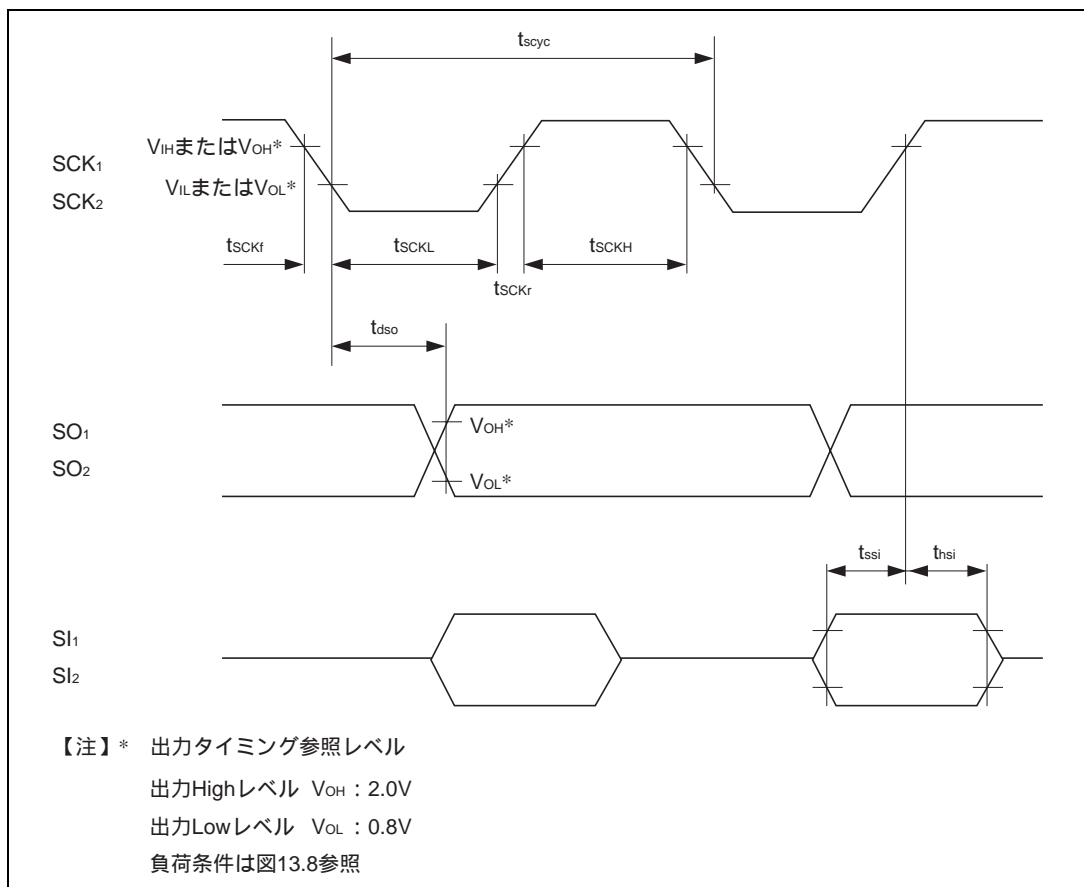 tscyc
VIHまたはVOH*
SCK1
VILまたはVOL*
SCK2
tSCKf
tSCKL
tSCKH
tSCKr
tdso
SO1
VOH*
SO2
VOL*
tssi
thsi
SI1
SI2
【注】* 出力タイミング参照レベル
出力Highレベル VOH：2.0V
出力Lowレベル VOL：0.8V
負荷条件は図13.8参照